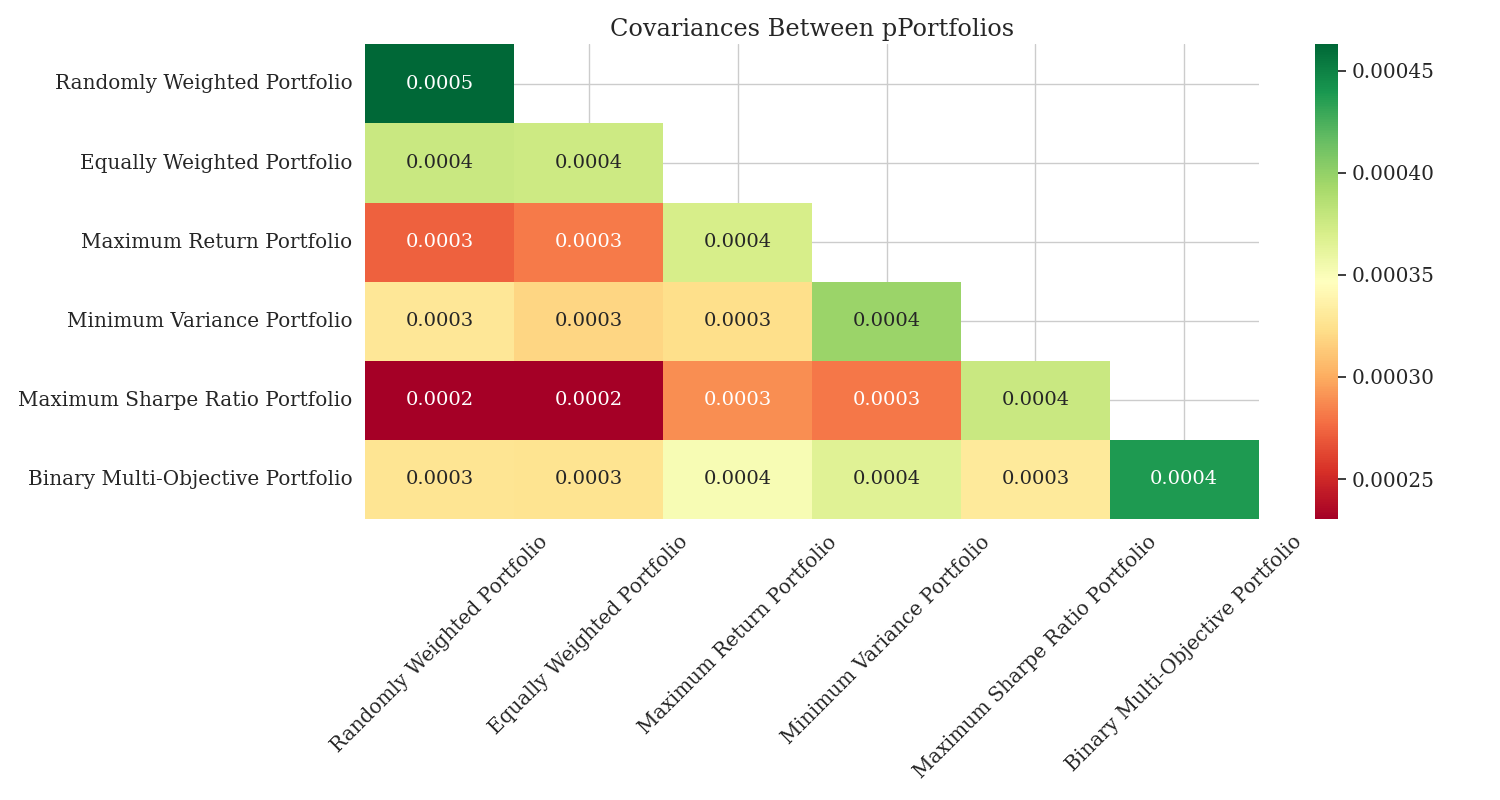 Covariances Between pPortfolios
Randomly Weighted Portfolio
0.0005
Equally Weighted Portfolio
0.0004 0.0004
Maximum Return Portfolio
0.0003 0.0003 0.0004
Minimum Variance Portfolio
0.0003 0.0003 0.0003 0.0004
Maximum Sharpe Ratio Portfolio
0.0002 0.0002 0.0003 0.0003 0.0004
Binary Multi-Objective Portfolio
0.0003 0.0003 0.0004 0.0004 0.0003 0.0004
Randomly Weighted Portfolio
Equally Weighted Portfolio
Maximum Return Portfolio
Minimum Variance Portfolio
Maximum Sharpe Ratio Portfolio
Binary Multi-Objective Portfolio
0.00045
0.00040
0.00035
0.00030
0.00025